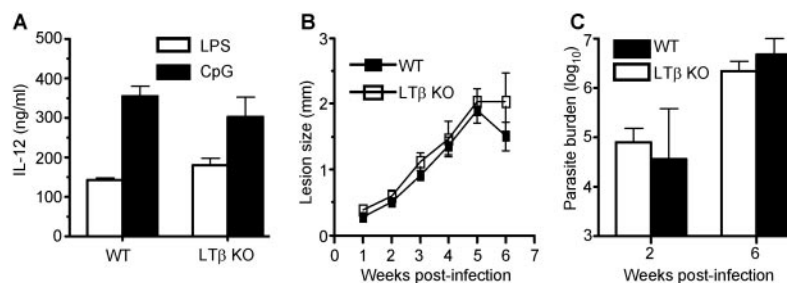 A
IL-12 (ng/ml)
500
400
300
200
100
0
LPS
CpG
WT
LTβ KO
B
Lesion size (mm)
3
2
1
0
WT
LTβ KO
0 1 2 3 4 5 6 7
Weeks post-infection
C
Parasite burden (log10)
7
6
5
4
3
WT
LTβ KO
2
6
Weeks post-infection